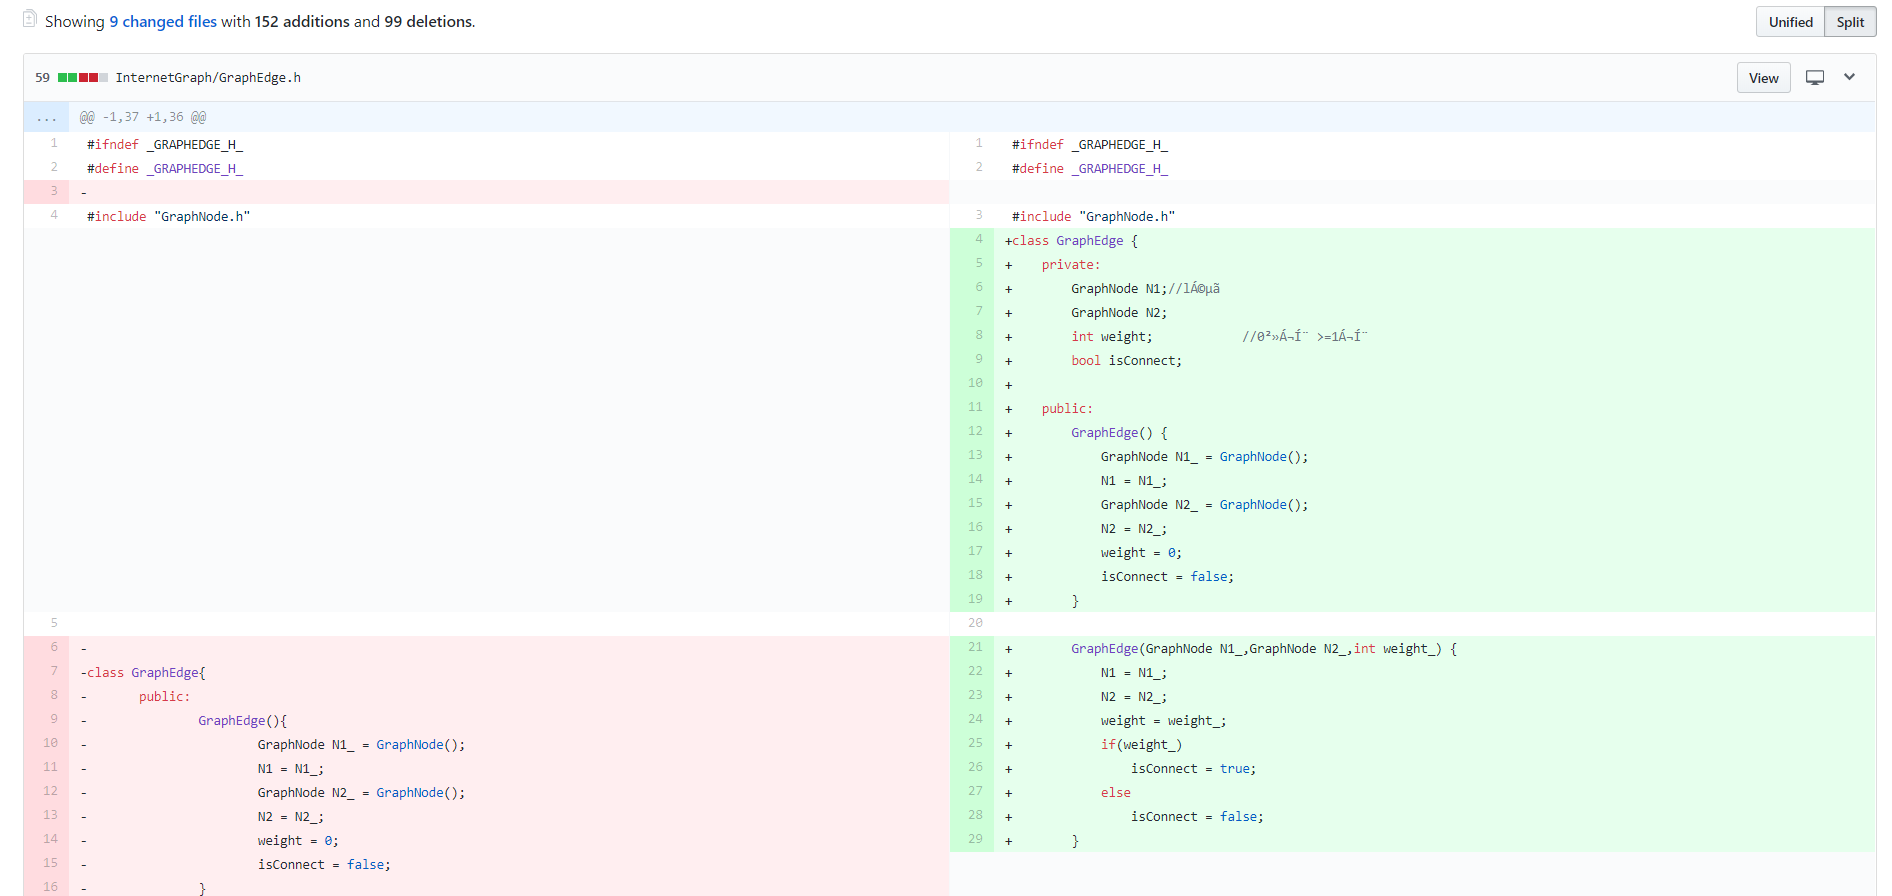 Showing 9 changed files with 152 additions and 99 deletions.
Unified Split
59 InternetGraph/GraphEdge.h
View
... @@ -1,37 +1,36 @@
1 #ifndef _GRAPHEDGE_H_ 1 #ifndef _GRAPHEDGE_H_
2 #define _GRAPHEDGE_H_ 2 #define _GRAPHEDGE_H_
3 -
4 #include "GraphNode.h" 3 #include "GraphNode.h"
4 +class GraphEdge {
5 + private:
6 + GraphNode N1;//lÁ©µã
7 + GraphNode N2;
8 + int weight; //0²»Á¬Í¨ >=1Á¬Í¨
9 + bool isConnect;
10 +
11 + public:
12 + GraphEdge() {
13 + GraphNode N1_ = GraphNode();
14 + N1 = N1_;
15 + GraphNode N2_ = GraphNode();
16 + N2 = N2_;
17 + weight = 0;
18 + isConnect = false;
19 + }
5 20
6 - 21 + GraphEdge(GraphNode N1_,GraphNode N2_,int weight_) {
7 -class GraphEdge{ 22 + N1 = N1_;
8 - public: 23 + N2 = N2_;
9 - GraphEdge(){ 24 + weight = weight_;
10 - GraphNode N1_ = GraphNode(); 25 + if(weight_)
11 - N1 = N1_; 26 + isConnect = true;
12 - GraphNode N2_ = GraphNode(); 27 + else
13 - N2 = N2_; 28 + isConnect = false;
14 - weight = 0; 29 + }
15 - isConnect = false;
16 - }